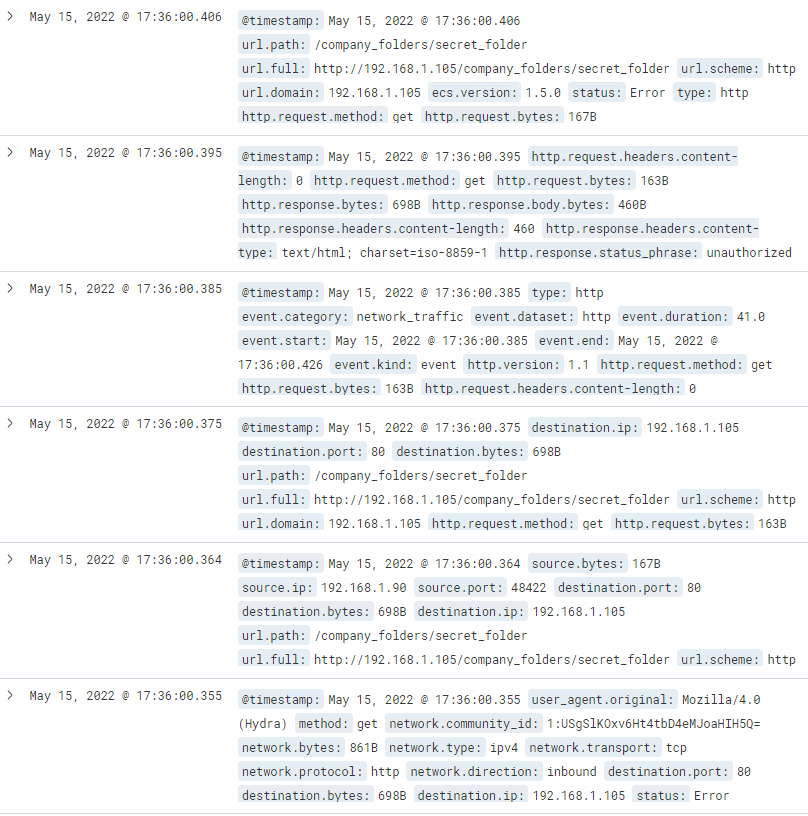 May 15, 2022 @ 17:36:00.406 @timestamp: May 15, 2022 @ 17:36:00.406
url.path: /company_folders/secret_folder
url.full: http://192.168.1.105/company_folders/secret_folder url.scheme: http
url.domain: 192.168.1.105 ecs.version: 1.5.0 status: Error type: http
http.request.method: get http.request.bytes: 167B
May 15, 2022 @ 17:36:00.395 @timestamp: May 15, 2022 @ 17:36:00.395 http.request.headers.content-
length: 0 http.request.method: get http.request.bytes: 163B
http.response.bytes: 698B http.response.body.bytes: 460B
http.response.headers.content-length: 460 http.response.headers.content-
type: text/html; charset=iso-8859-1 http.response.status_phrase: unauthorized
May 15, 2022 @ 17:36:00.385 @timestamp: May 15, 2022 @ 17:36:00.385 type: http
event.category: network_traffic event.dataset: http event.duration: 41.0
event.start: May 15, 2022 @ 17:36:00.385 event.end: May 15, 2022 @
17:36:00.426 event.kind: event http.version: 1.1 http.request.method: get
http.request.bytes: 163B http.request.headers.content-length: 0
May 15, 2022 @ 17:36:00.375 @timestamp: May 15, 2022 @ 17:36:00.375 destination.ip: 192.168.1.105
destination.port: 80 destination.bytes: 698B
url.path: /company_folders/secret_folder
url.full: http://192.168.1.105/company_folders/secret_folder url.scheme: http
url.domain: 192.168.1.105 http.request.method: get http.request.bytes: 163B
May 15, 2022 @ 17:36:00.364 @timestamp: May 15, 2022 @ 17:36:00.364 source.bytes: 167B
source.ip: 192.168.1.90 source.port: 48422 destination.port: 80
destination.bytes: 698B destination.ip: 192.168.1.105
url.path: /company_folders/secret_folder
url.full: http://192.168.1.105/company_folders/secret_folder url.scheme: http
May 15, 2022 @ 17:36:00.355 @timestamp: May 15, 2022 @ 17:36:00.355 user_agent.original: Mozilla/4.0
(Hydra) method: get network.community_id: 1:USgSlKOxv6Ht4tbD4eMJoaHIH5Q=
network.bytes: 861B network.type: ipv4 network.transport: tcp
network.protocol: http network.direction: inbound destination.port: 80
destination.bytes: 698B destination.ip: 192.168.1.105 status: Error